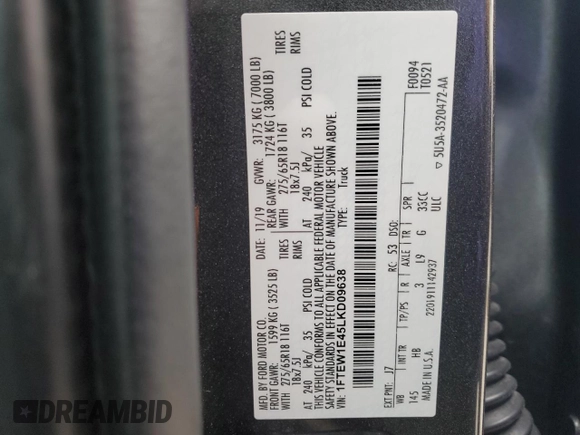 MFD. BY FORD MOTOR CO.
DATE: 11/19 GVWR: 3175 KG ( 7000 LB)
FRONT GAWR: 1599 KG ( 3525 LB)
REAR GAWR: 1724 KG ( 3800 LB)
WITH 275/65R18 116T TIRES
WITH 275/65R18 116T TIRES
18x7.5J RIMS
18x7.5J RIMS
AT 240 kPa/ 35 PSI COLD
AT 240 kPa/ 35 PSI COLD
THIS VEHICLE CONFORMS TO ALL APPLICABLE FEDERAL MOTOR VEHICLE
SAFETY STANDARDS IN EFFECT ON THE DATE OF MANUFACTURE SHOWN ABOVE.
VIN: 1FTEW1E45LKD09638
TYPE: Truck
F0094
T0521
EXT PNT: J7 RC: 53 DSO:
WB INT TR TP/PS R AXLE TR SPR
145 HB 3 L9 G 33CC
ULC
MADE IN U.S.A. 22019111142937
▽ 5U5A-3520472-AA
DREAMBID